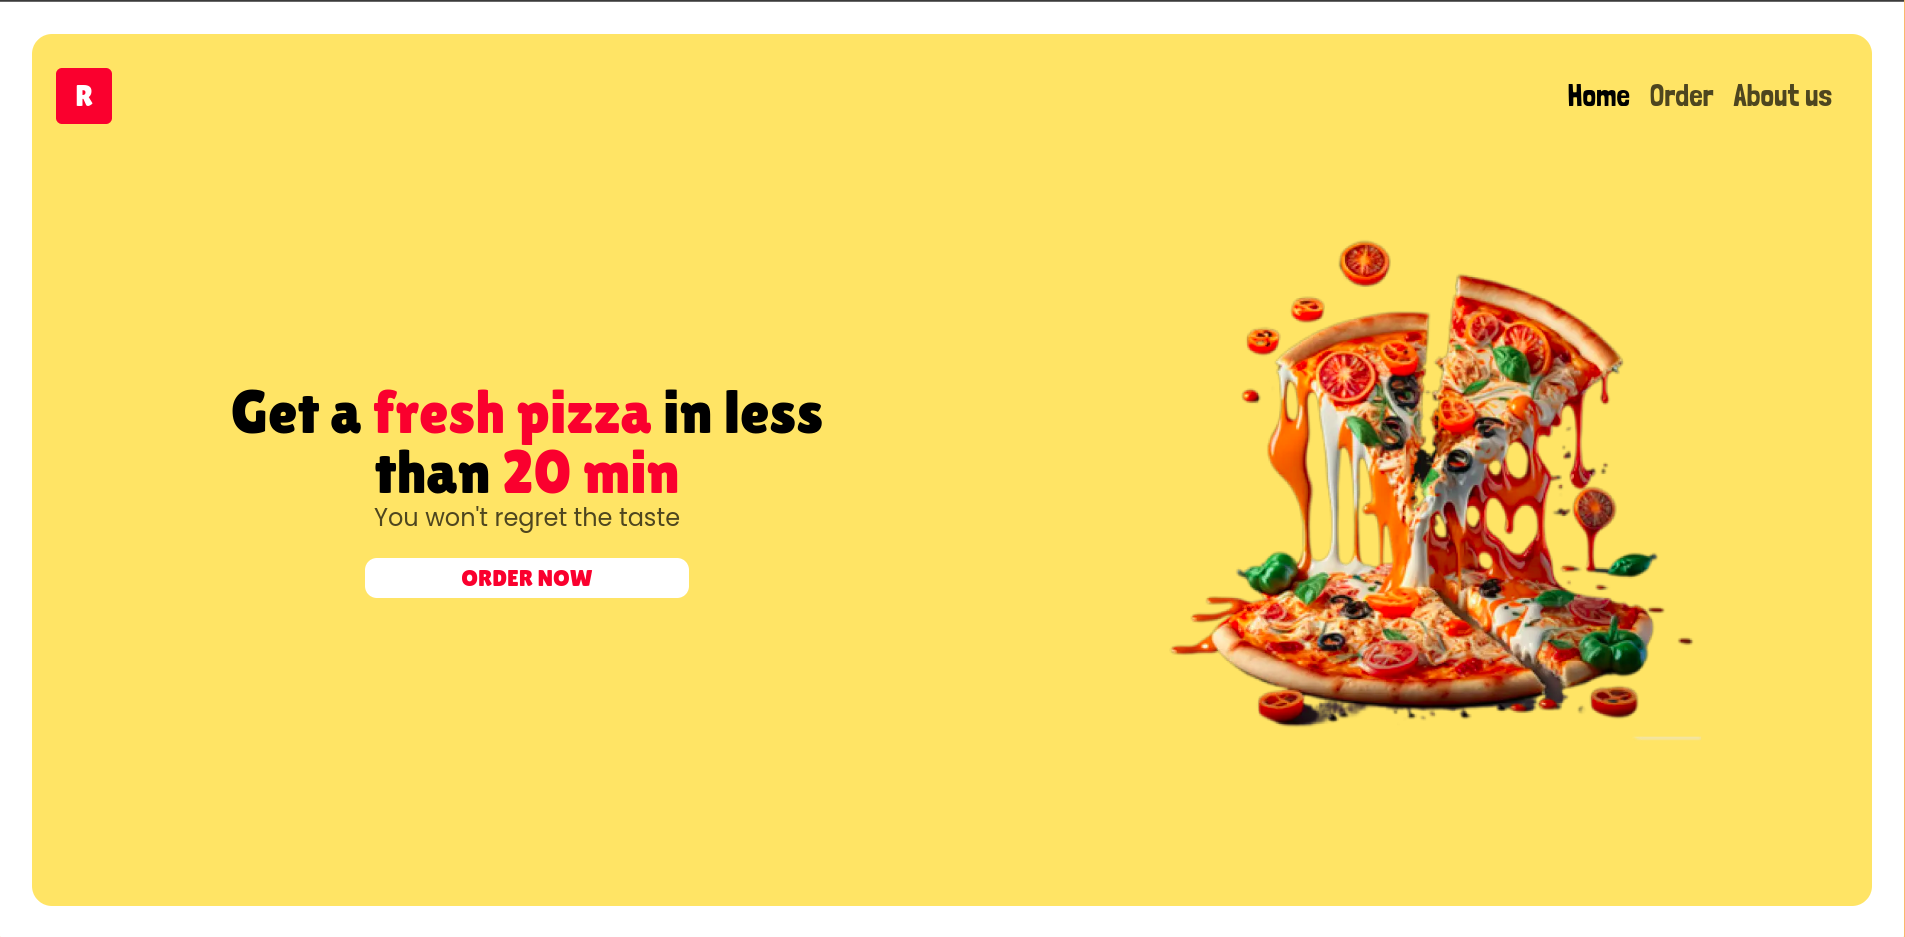 R
Home Order About us
Get a fresh pizza in less
than 20 min
You won't regret the taste
ORDER NOW